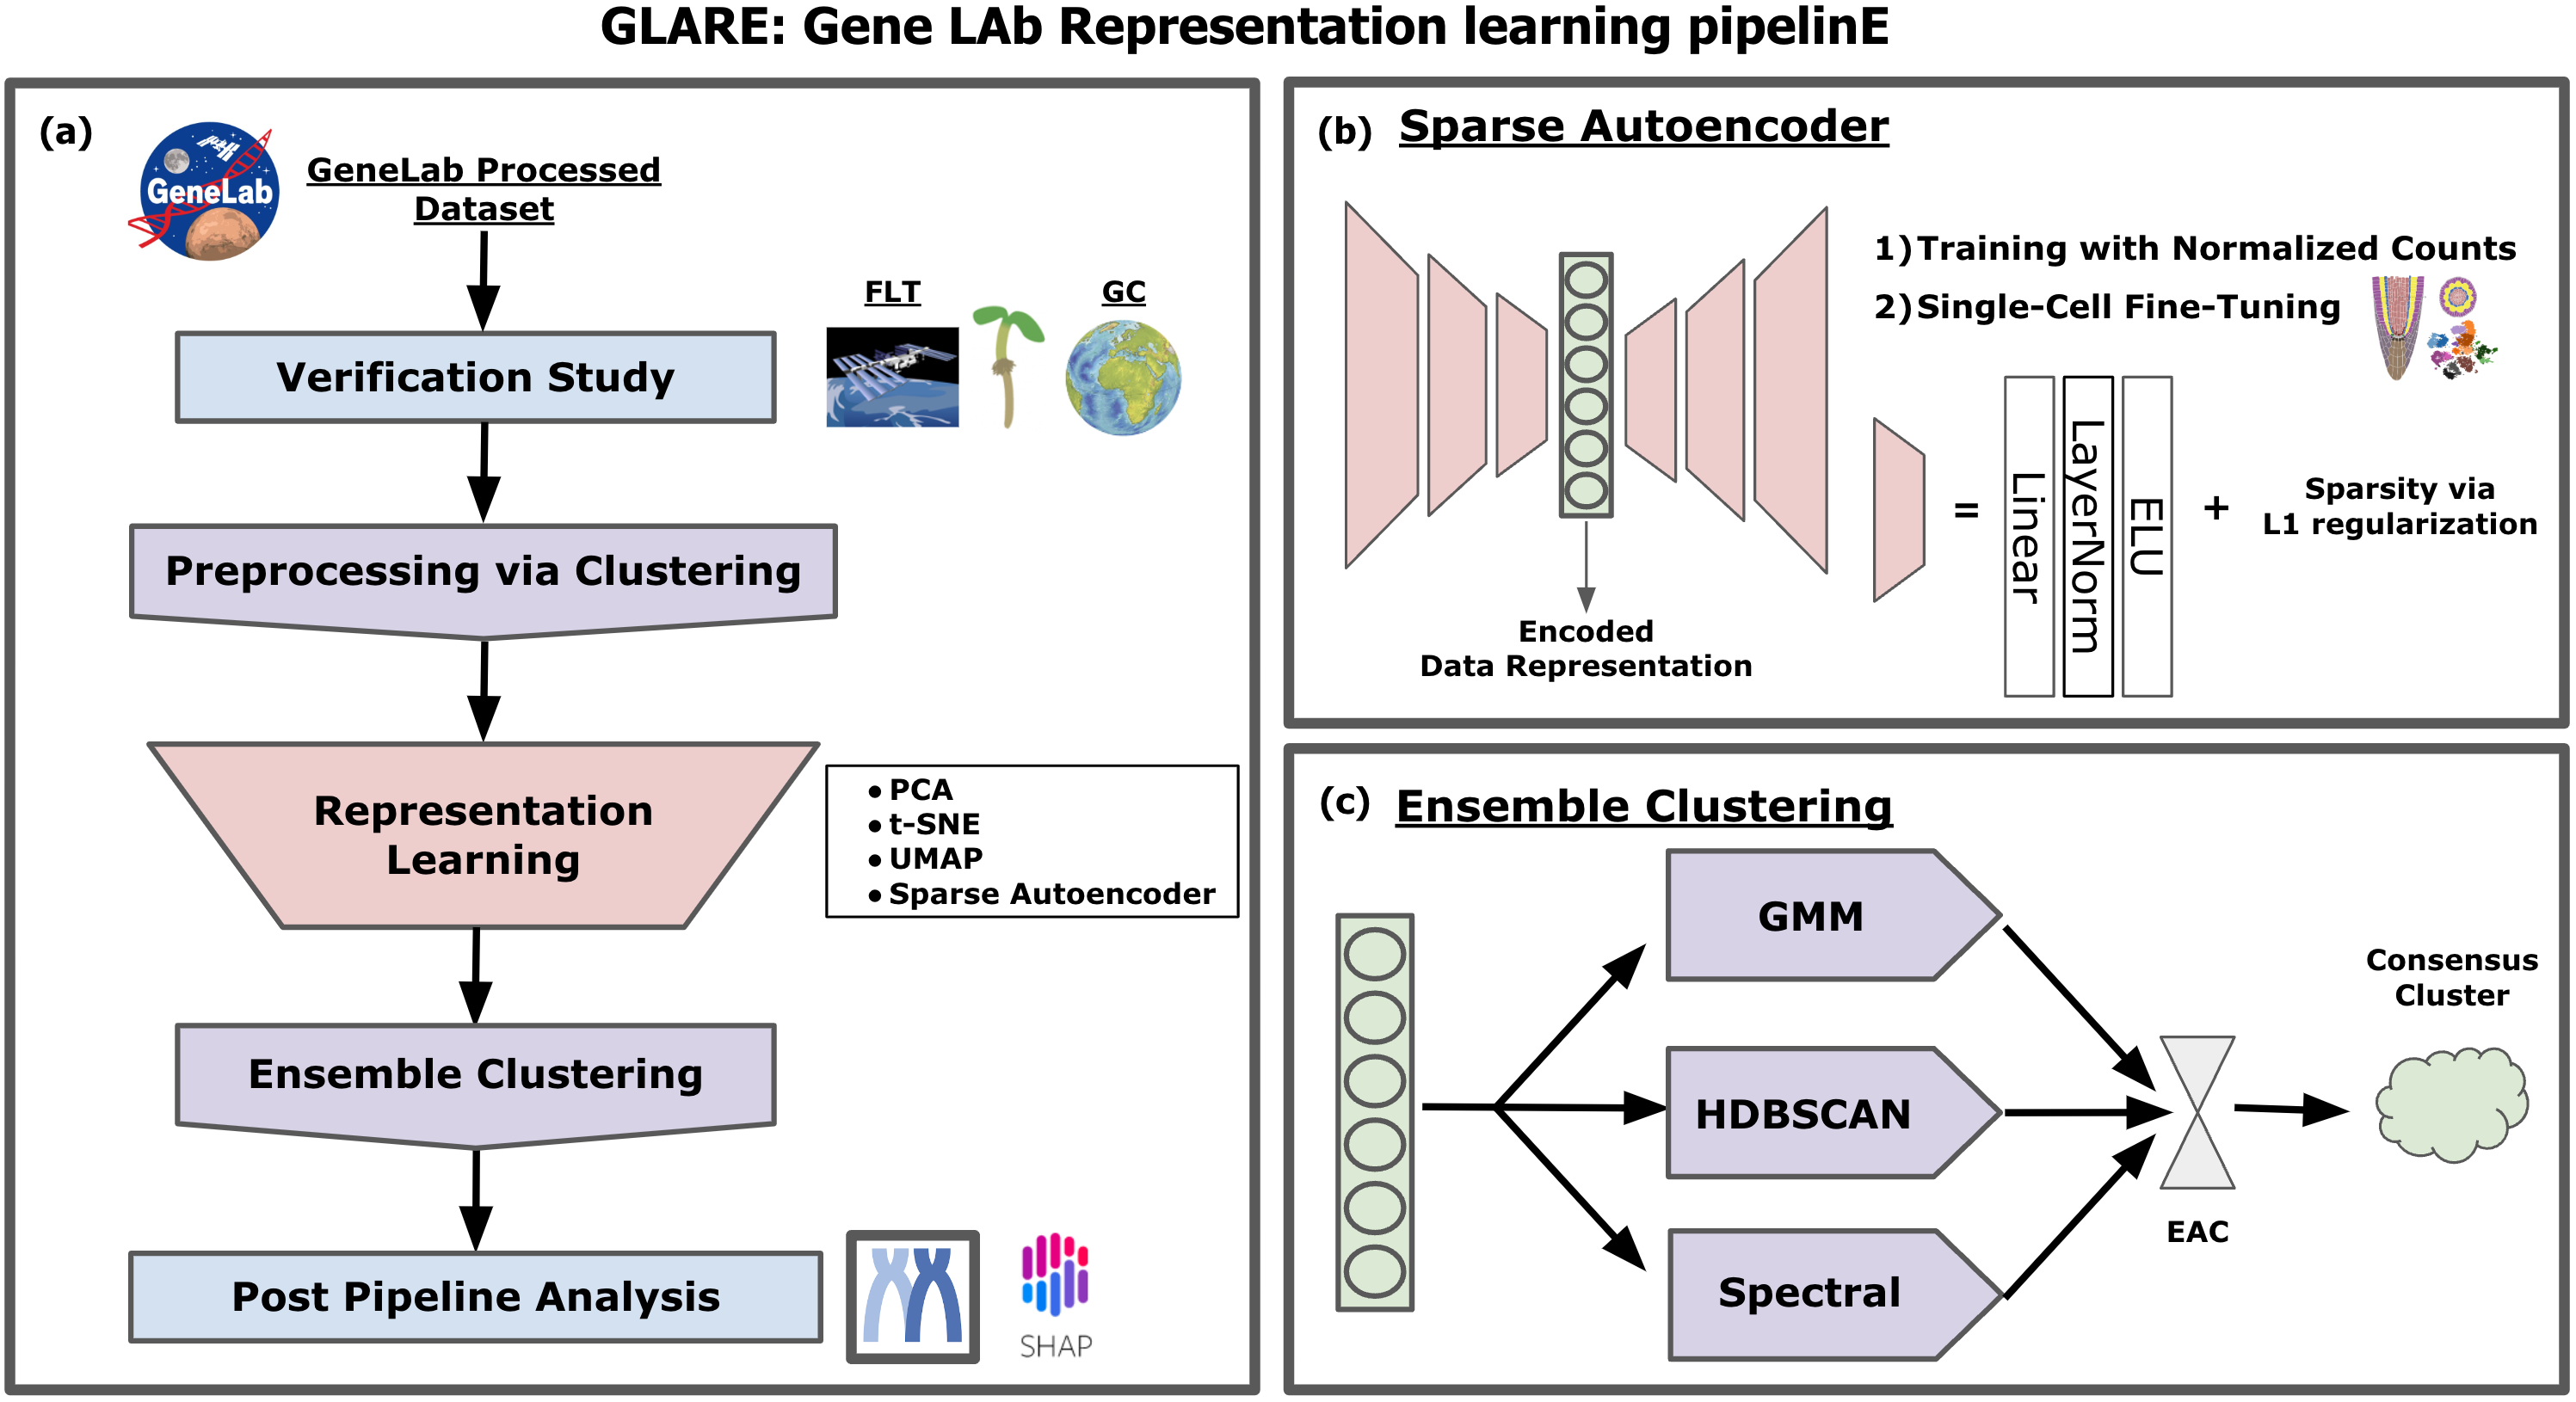 GLARE: Gene LAb Representation learning pipelinE
(a)
GeneLab
GeneLab Processed
Dataset
FLT
GC
Verification Study
Preprocessing via Clustering
Representation
Learning
• PCA
• t-SNE
• UMAP
• Sparse Autoencoder
Ensemble Clustering
Post Pipeline Analysis
SHAP
(b) Sparse Autoencoder
1) Training with Normalized Counts
2) Single-Cell Fine-Tuning
Encoded
Data Representation
=
Linear
LayerNorm
ELU
+
Sparsity via
L1 regularization
(c) Ensemble Clustering
GMM
HDBSCAN
Spectral
EAC
Consensus
Cluster